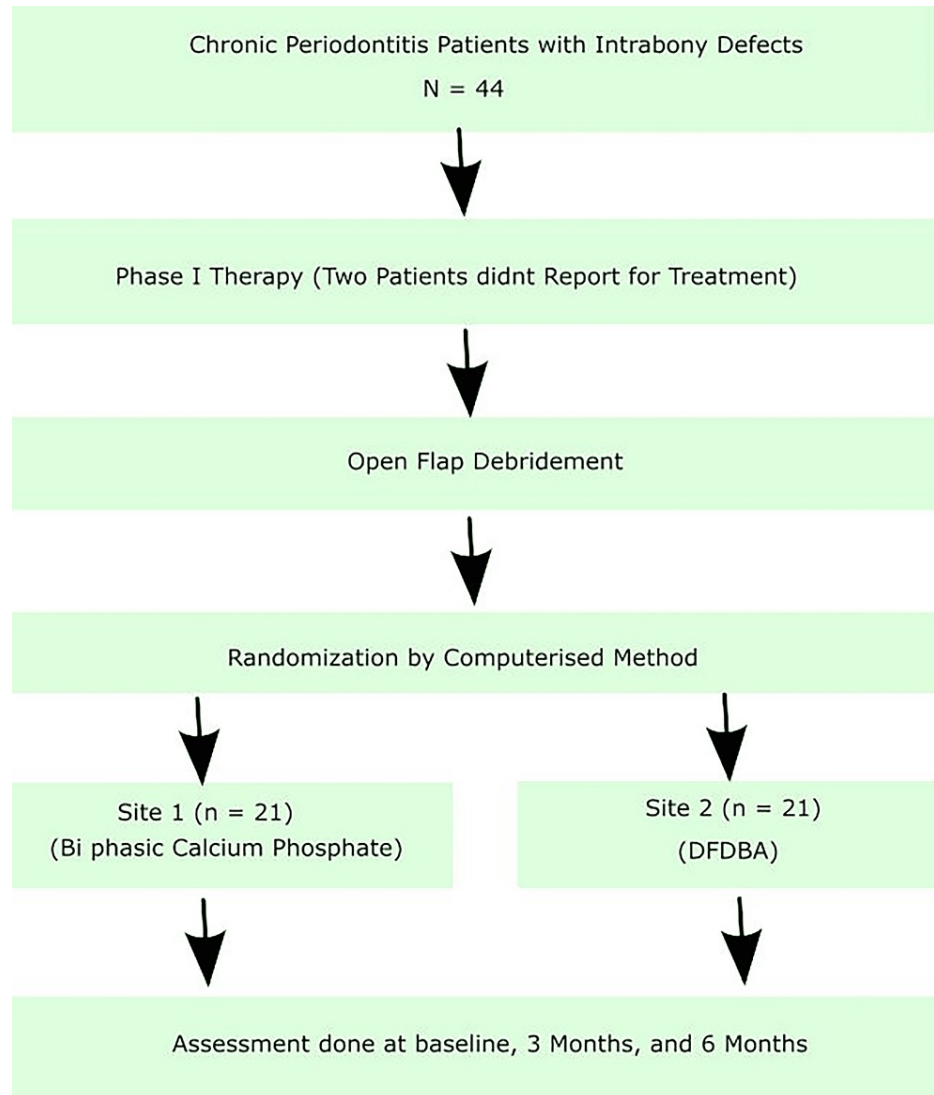 Chronic Periodontitis Patients with Intrabony Defects
N = 44
Phase I Therapy (Two Patients didnt Report for Treatment)
Open Flap Debridement
Randomization by Computerised Method
Site 1 (n = 21)
(Bi phasic Calcium Phosphate)
Site 2 (n = 21)
(DFDBA)
Assessment done at baseline, 3 Months, and 6 Months